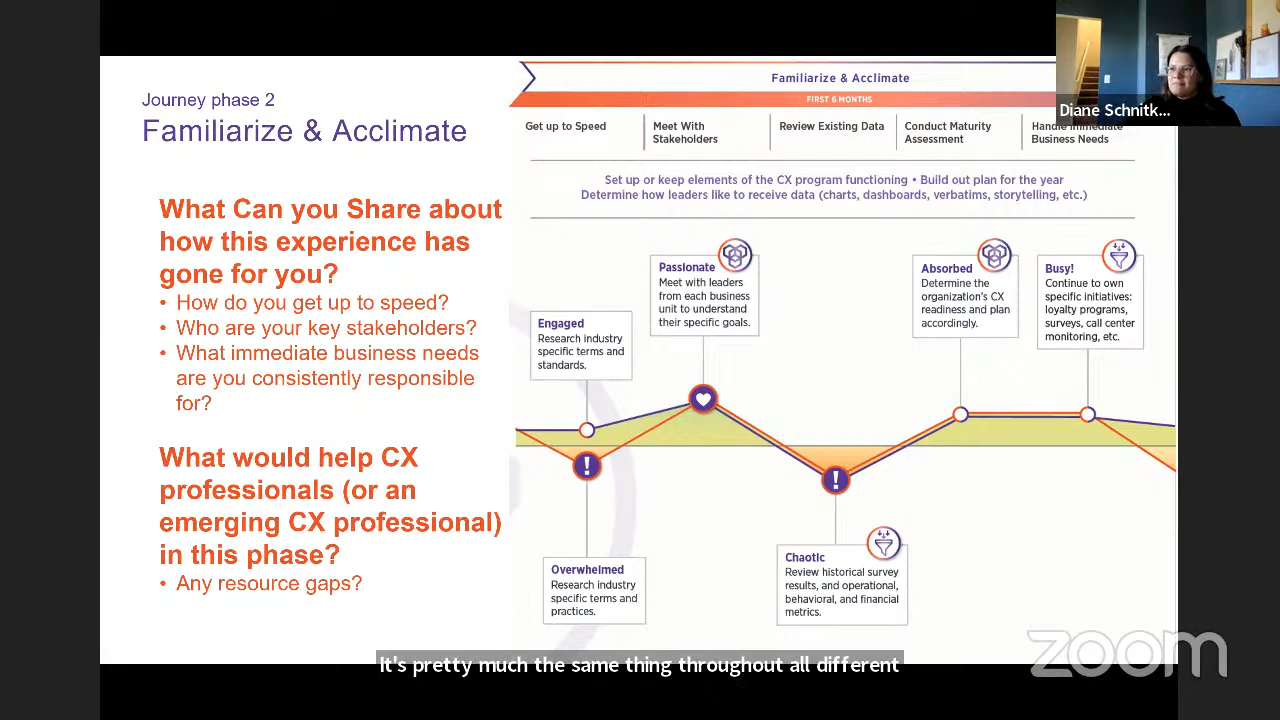 Journey phase 2
Familiarize & Acclimate
What Can you Share about
how this experience has
gone for you?
• How do you get up to speed?
• Who are your key stakeholders?
• What immediate business needs
are you consistently responsible
for?
What would help CX
professionals (or an
emerging CX professional)
in this phase?
• Any resource gaps?
Familiarize & Acclimate
FIRST 6 MONTHS
Get up to Speed
Meet With
Stakeholders
Review Existing Data
Conduct Maturity
Assessment
Handle Immediate
Business Needs
Set up or keep elements of the CX program functioning • Build out plan for the year
Determine how leaders like to receive data (charts, dashboards, verbatims, storytelling, etc.)
Engaged
Research industry
specific terms and
standards.
Passionate
Meet with leaders
from each business
unit to understand
their specific goals.
Absorbed
Determine the
organization's CX
readiness and plan
accordingly.
Busy!
Continue to own
specific initiatives:
loyalty programs,
surveys, call center
monitoring, etc.
!
!
Overwhelmed
Research industry
specific terms and
practices.
Chaotic
Review historical survey
results, and operational,
behavioral, and financial
metrics.
Diane Schnitk...
zoom
It's pretty much the same thing throughout all different